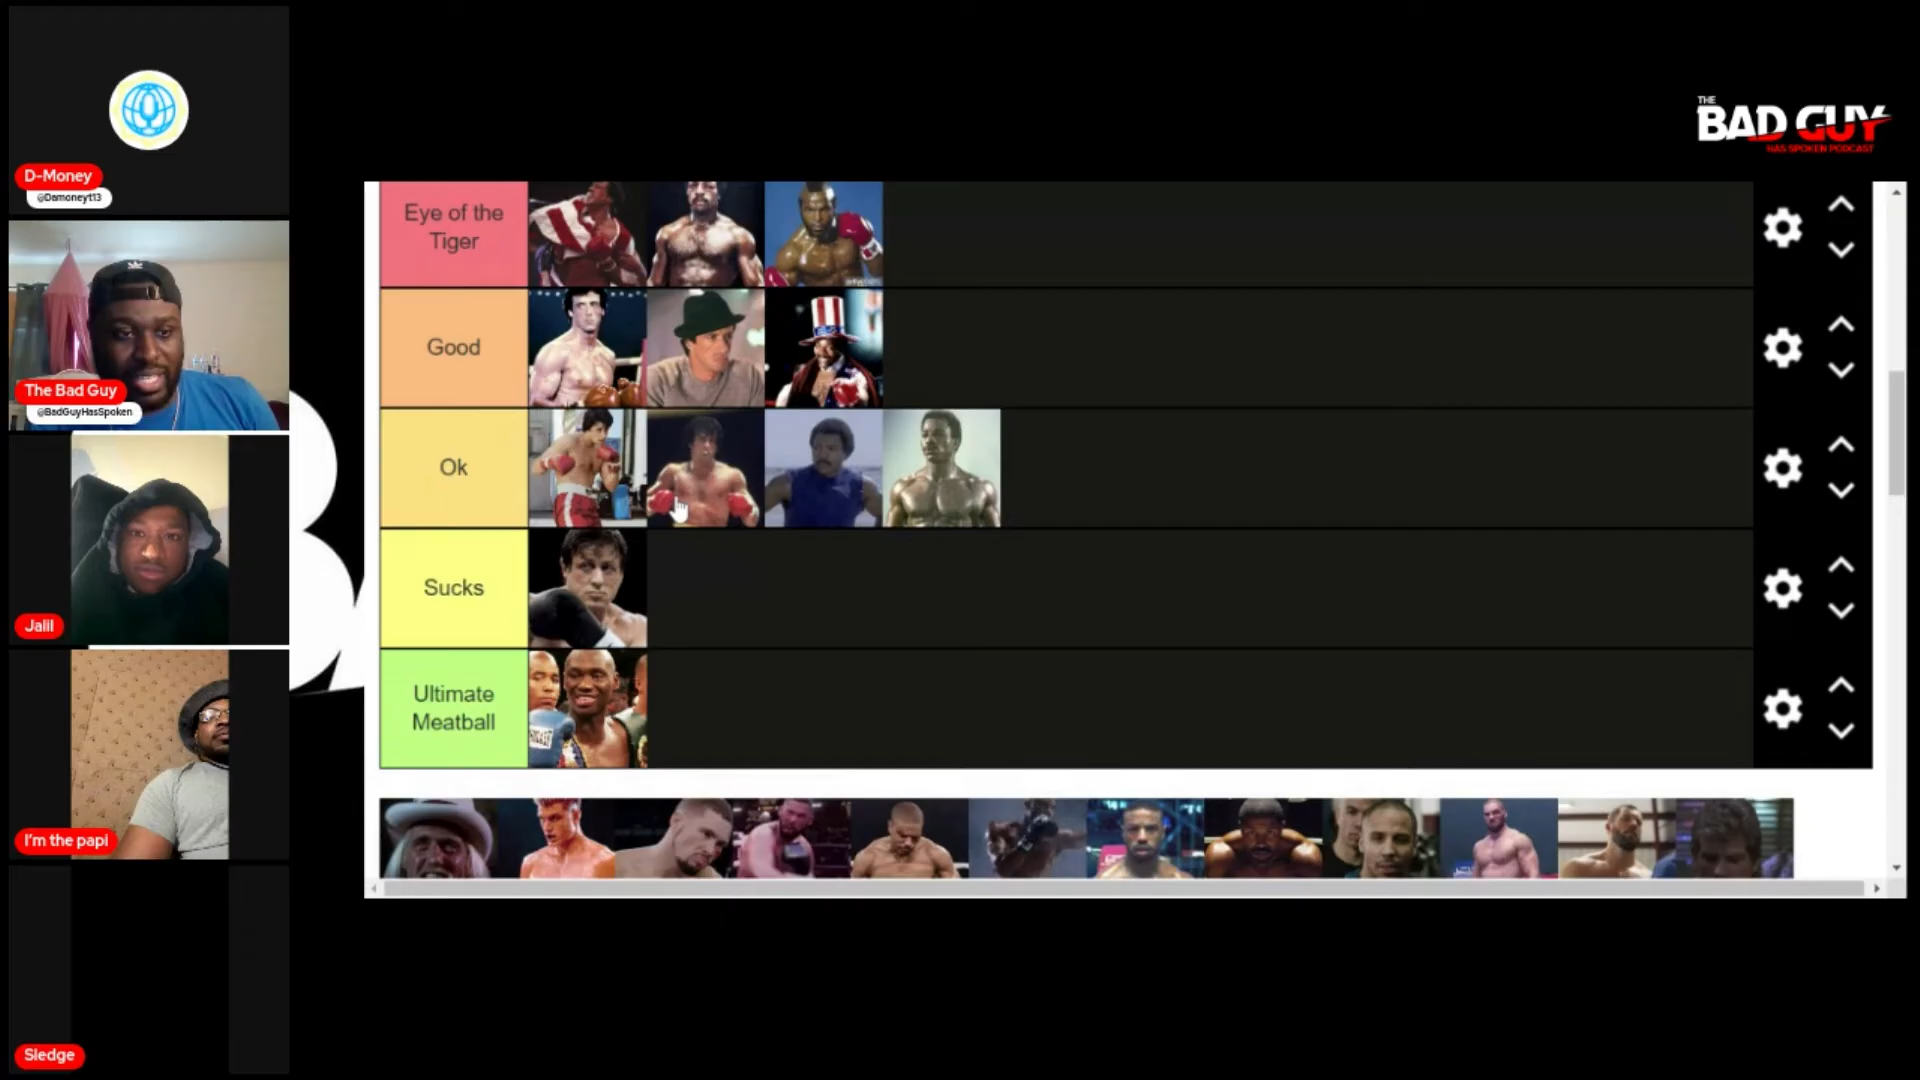 D-Money
@Damoneyt13
The Bad Guy
@BadGuyHasSpoken
Jalil
I'm the papi
Sledge
THE
BAD GUY
HAS SPOKEN PODCAST
Eye of the
Tiger
Good
Ok
Sucks
Ultimate
Meatball